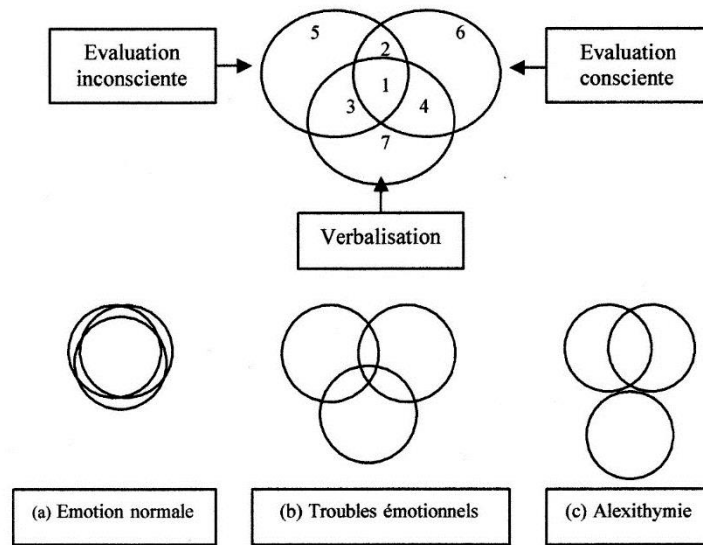 Evaluation
inconsciente
5
2
6
1
3
4
7
Evaluation
consciente
Verbalisation
(a) Emotion normale
(b) Troubles émotionnels
(c) Alexithymie